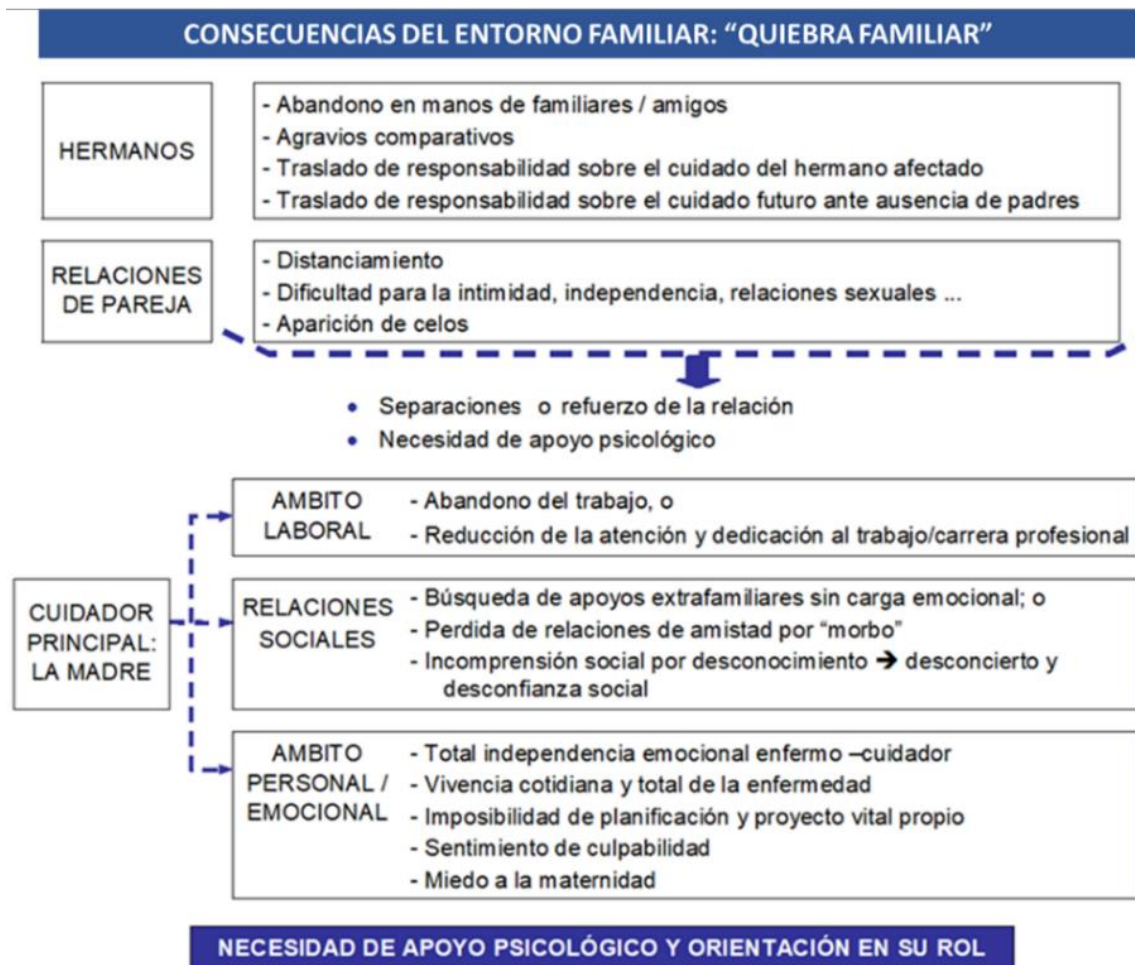 CONSECUENCIAS DEL ENTORNO FAMILIAR: “QUIEBRA FAMILIAR”
HERMANOS
- Abandono en manos de familiares / amigos
- Agravios comparativos
- Traslado de responsabilidad sobre el cuidado del hermano afectado
- Traslado de responsabilidad sobre el cuidado futuro ante ausencia de padres
RELACIONES
DE PAREJA
- Distanciamiento
- Dificultad para la intimidad, independencia, relaciones sexuales ...
- Aparición de celos
• Separaciones o refuerzo de la relación
• Necesidad de apoyo psicológico
CUIDADOR
PRINCIPAL:
LA MADRE
AMBITO
LABORAL
- Abandono del trabajo, o
- Reducción de la atención y dedicación al trabajo/carrera profesional
RELACIONES
SOCIALES
- Búsqueda de apoyos extrafamiliares sin carga emocional; o
- Perdida de relaciones de amistad por “morbo”
- Incomprensión social por desconocimiento ➔ desconcierto y
desconfianza social
AMBITO
PERSONAL /
EMOCIONAL
- Total independencia emocional enfermo –cuidador
- Vivencia cotidiana y total de la enfermedad
- Imposibilidad de planificación y proyecto vital propio
- Sentimiento de culpabilidad
- Miedo a la maternidad
NECESIDAD DE APOYO PSICOLÓGICO Y ORIENTACIÓN EN SU ROL